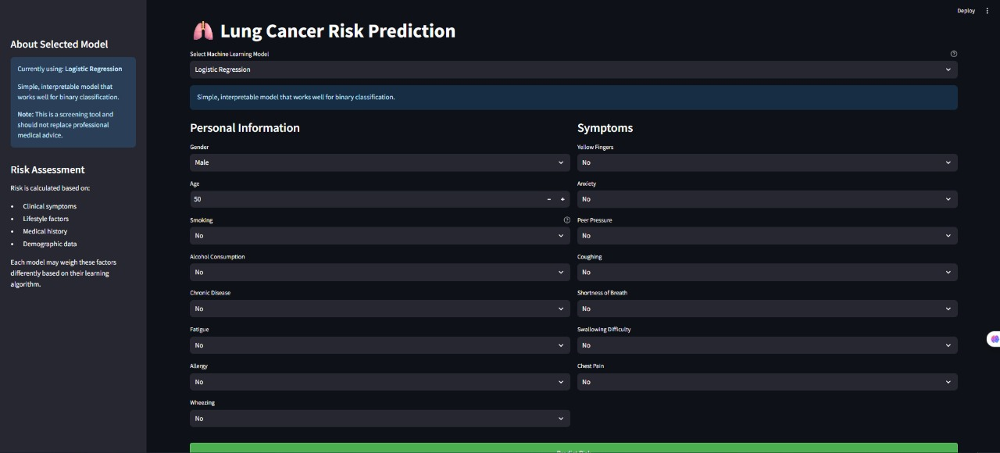 Deploy
About Selected Model
Currently using: Logistic Regression
Simple, interpretable model that
works well for binary classification.
Note: This is a screening tool and
should not replace professional
medical advice.
Risk Assessment
Risk is calculated based on:
• Clinical symptoms
• Lifestyle factors
• Medical history
• Demographic data
Each model may weigh these factors
differently based on their learning
algorithm.
Lung Cancer Risk Prediction
Select Machine Learning Model
Logistic Regression
Simple, interpretable model that works well for binary classification.
Personal Information
Gender
Male
Age
50
Smoking
No
Alcohol Consumption
No
Chronic Disease
No
Fatigue
No
Allergy
No
Wheezing
No
Symptoms
Yellow Fingers
No
Anxiety
No
Peer Pressure
No
Coughing
No
Shortness of Breath
No
Swallowing Difficulty
No
Chest Pain
No